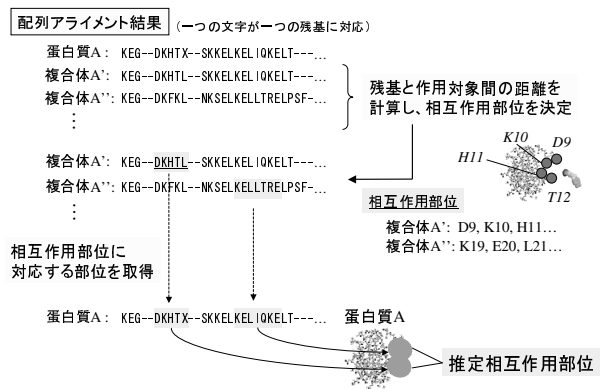 配列アライメント結果 (一つの文字が一つの残基に対応)
蛋白質A : KEG--DKHTX--SKKELKELIQKELT---...
複合体A': KEG--DKHTL--SKKELKELIQKELT---...
複合体A'': KEG--DKFKL--NKSELKELLTRELPSF-...
⋮
残基と作用対象間の距離を
計算し、相互作用部位を決定
K10
D9
H11
T12
複合体A': KEG--DKHTL--SKKELKELIQKELT---...
複合体A'': KEG--DKFKL--NKSELKELLTRELPSF-...
⋮
相互作用部位
複合体A': D9, K10, H11…
複合体A'': K19, E20, L21…
相互作用部位に
対応する部位を取得
蛋白質A : KEG--DKHTX--SKKELKELIQKELT---...
蛋白質A
推定相互作用部位